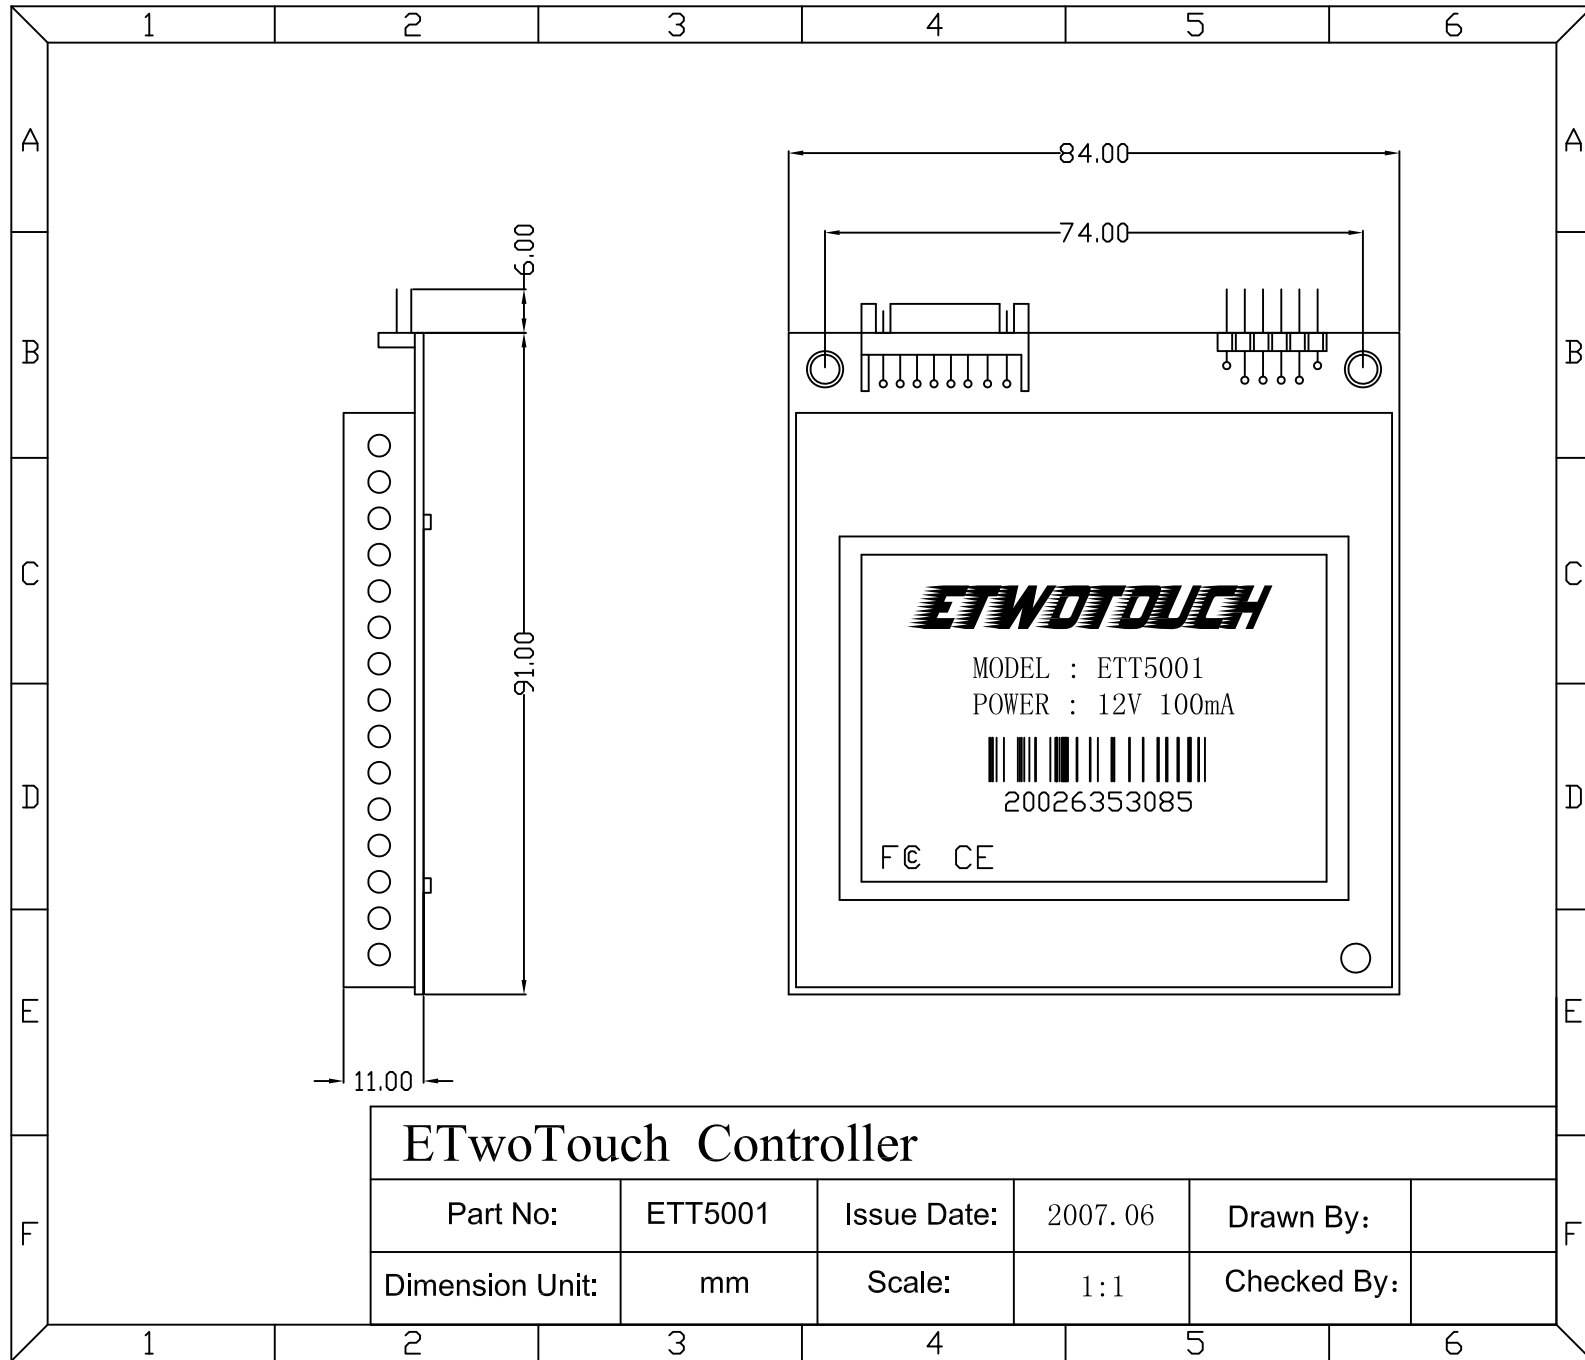 1 2 3 4 5 6
A A
84.00
6.00
74.00
B B
C C
ETWOTOUCH
91.00
MODEL : ETT5001
POWER : 12V 100mA
D D
20026353085
FC CE
E E
11.00
ETwoTouch Controller
Part No: ETT5001 Issue Date: 2007.06 Drawn By:
F F
Dimension Unit: mm Scale: 1:1 Checked By:
1 2 3 4 5 6